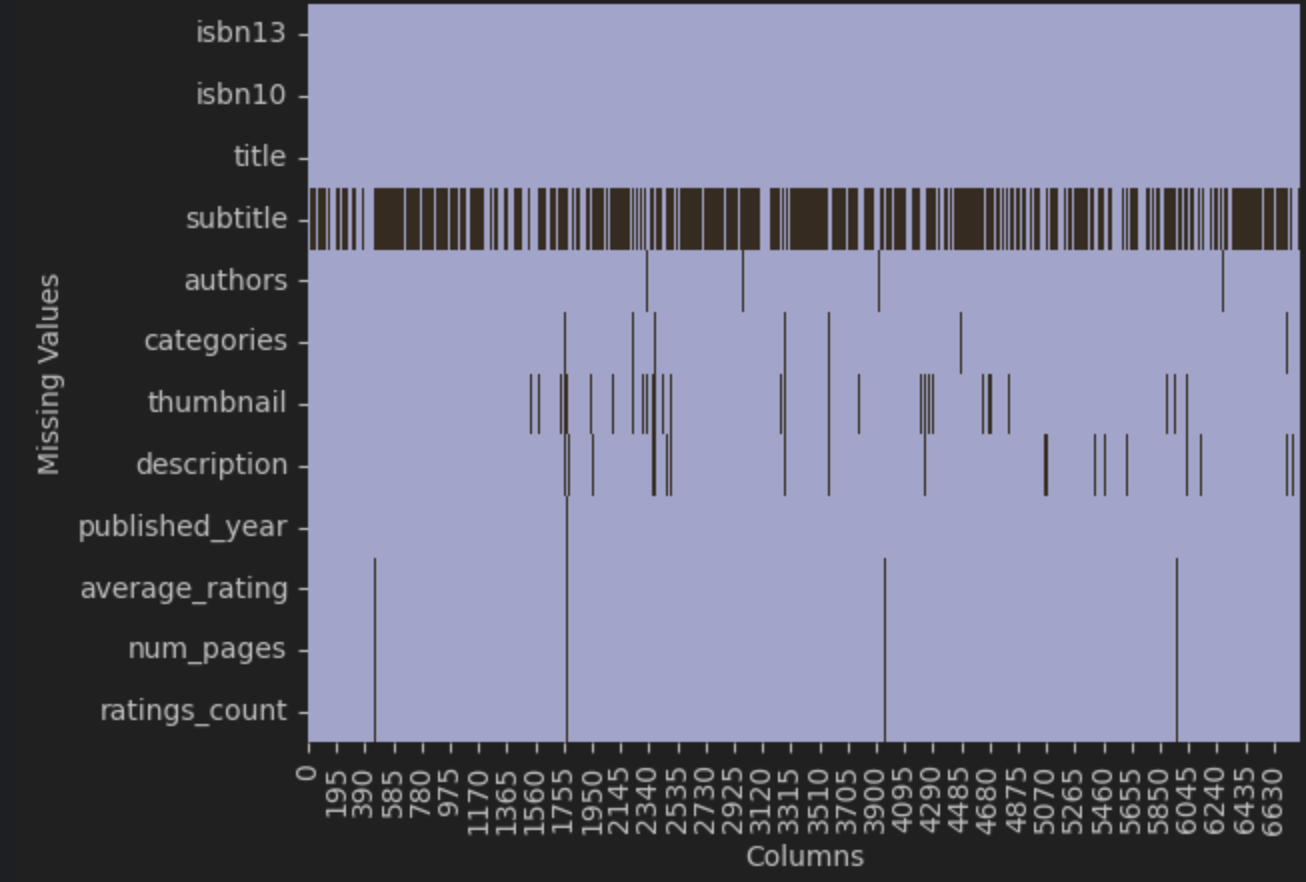 isbn13
isbn10
title
subtitle
authors
categories
thumbnail
description
published_year
average_rating
num_pages
ratings_count
Missing Values
0 195 390 585 780 975 1170 1365 1560 1755 1950 2145 2340 2535 2730 2925 3120 3315 3510 3705 3900 4095 4290 4485 4680 4875 5070 5265 5460 5655 5850 6045 6240 6435 6630
Columns